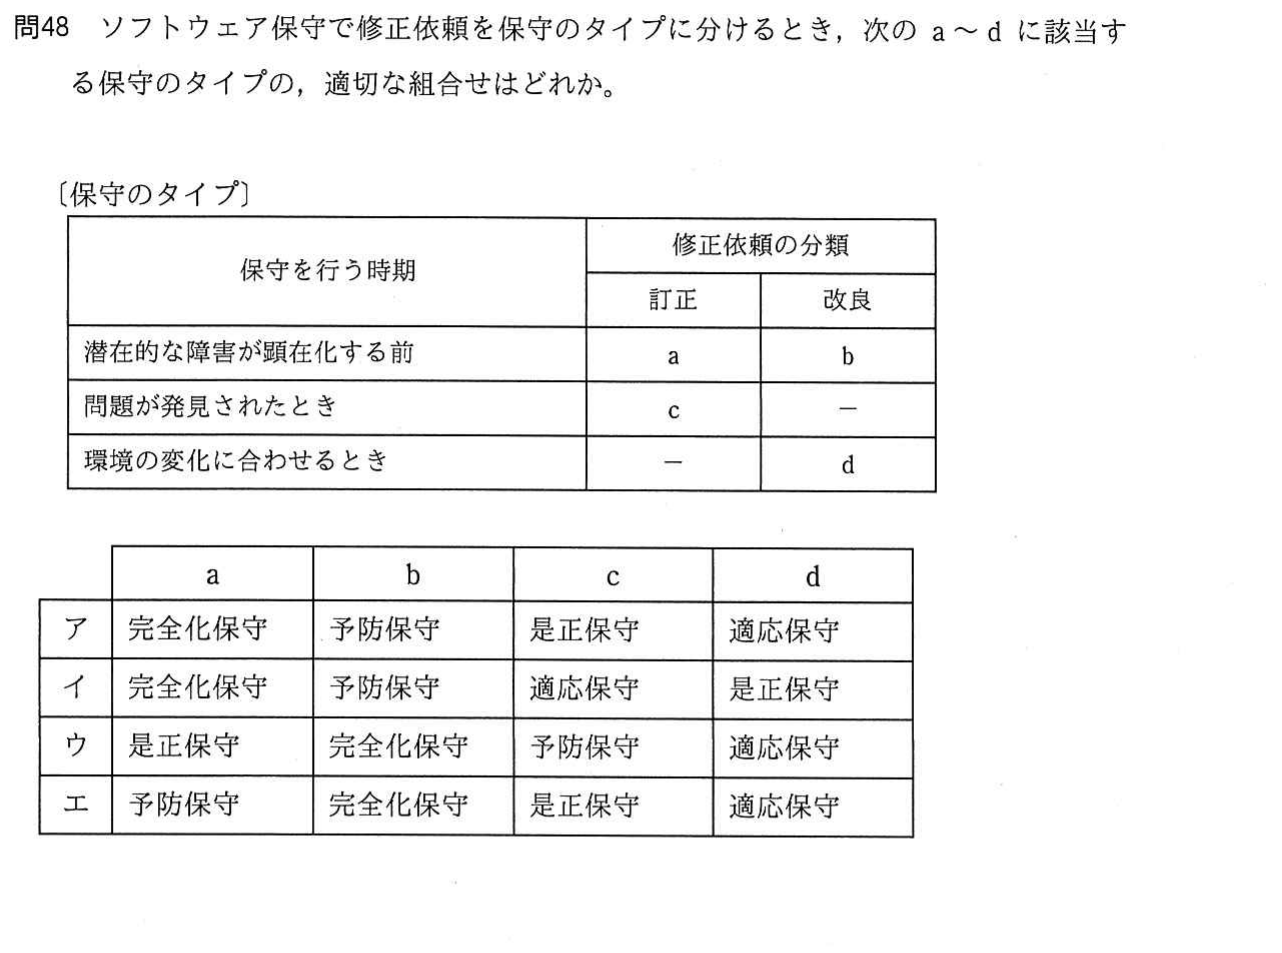 問48 ソフトウェア保守で修正依頼を保守のタイプに分けるとき，次の a～d に該当す
る保守のタイプの，適切な組合せはどれか。
〔保守のタイプ〕
保守を行う時期 修正依頼の分類
訂正 改良
潜在的な障害が顕在化する前 a b
問題が発見されたとき c －
環境の変化に合わせるとき － d
a b c d
ア 完全化保守 予防保守 是正保守 適応保守
イ 完全化保守 予防保守 適応保守 是正保守
ウ 是正保守 完全化保守 予防保守 適応保守
エ 予防保守 完全化保守 是正保守 適応保守